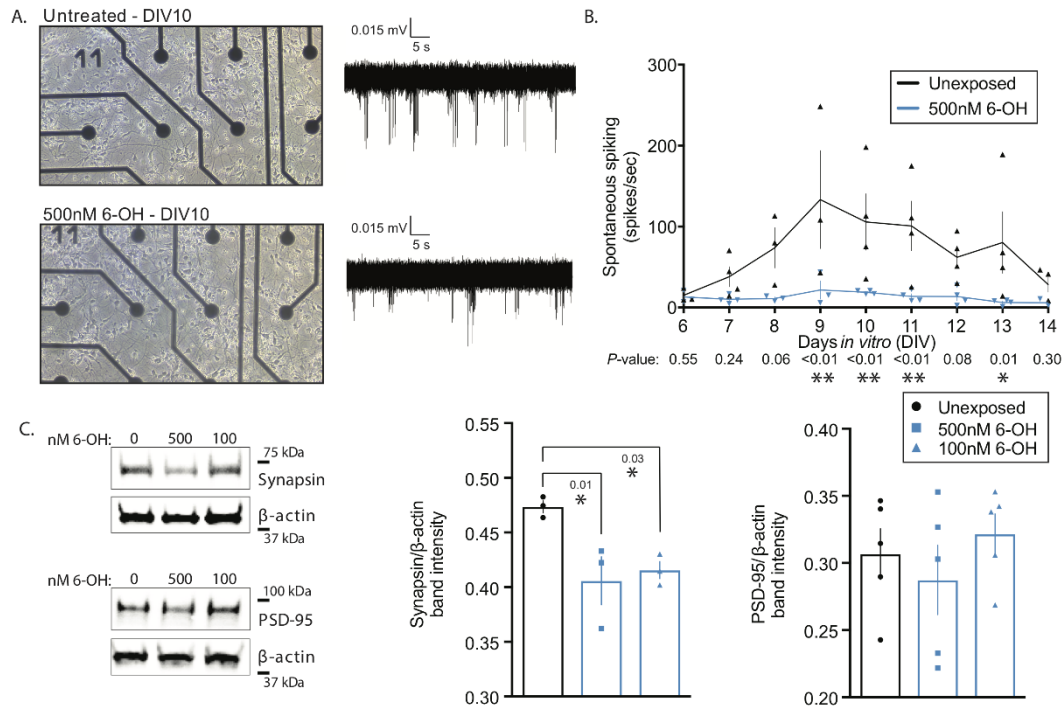 A.
Untreated - DIV10
11
0.015 mV
5 s
500nM 6-OH - DIV10
11
0.015 mV
5 s
B.
Spontaneous spiking
(spikes/sec)
300
200
100
0
Unexposed
500nM 6-OH
6 7 8 9 10 11 12 13 14
Days in vitro (DIV)
P-value: 0.55 0.24 0.06 <0.01 <0.01 <0.01 0.08 0.01 0.30
** ** ** *
C.
nM 6-OH: 0 500 100
75 kDa
Synapsin
β-actin
37 kDa
nM 6-OH: 0 500 100
100 kDa
PSD-95
β-actin
37 kDa
Synapsin/β-actin
band intensity
0.50
0.45
0.40
0.45
0.30
0.01
*
0.03
*
Unexposed
500nM 6-OH
100nM 6-OH
PSD-95/β-actin
band intensity
0.40
0.35
0.30
0.25
0.20